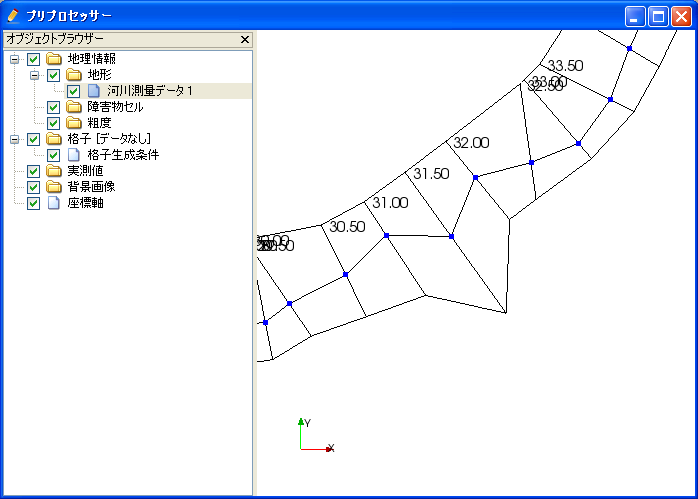 プリプロセッサー
オブジェクトブラウザー
地理情報
地形
河川測量データ1
障害物セル
粗度
格子 [データなし]
格子生成条件
実測値
背景画像
座標軸
33.50
33.00
32.50
32.00
31.50
31.00
30.50
Y
X